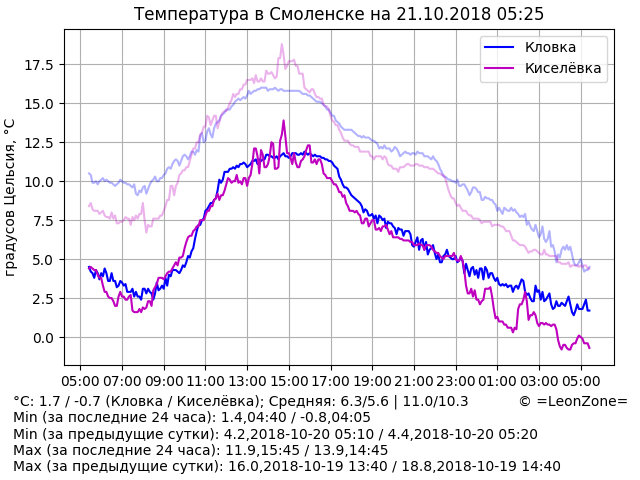 Температура в Смоленске на 21.10.2018 05:25
Кловка
Киселёвка
градусов Цельсия, °C
17.5
15.0
12.5
10.0
7.5
5.0
2.5
0.0
05:00 07:00 09:00 11:00 13:00 15:00 17:00 19:00 21:00 23:00 01:00 03:00 05:00
°C: 1.7 / -0.7 (Кловка / Киселёвка); Средняя: 6.3/5.6 | 11.0/10.3 © =LeonZone=
Min (за последние 24 часа): 1.4,04:40 / -0.8,04:05
Min (за предыдущие сутки): 4.2,2018-10-20 05:10 / 4.4,2018-10-20 05:20
Max (за последние 24 часа): 11.9,15:45 / 13.9,14:45
Max (за предыдущие сутки): 16.0,2018-10-19 13:40 / 18.8,2018-10-19 14:40